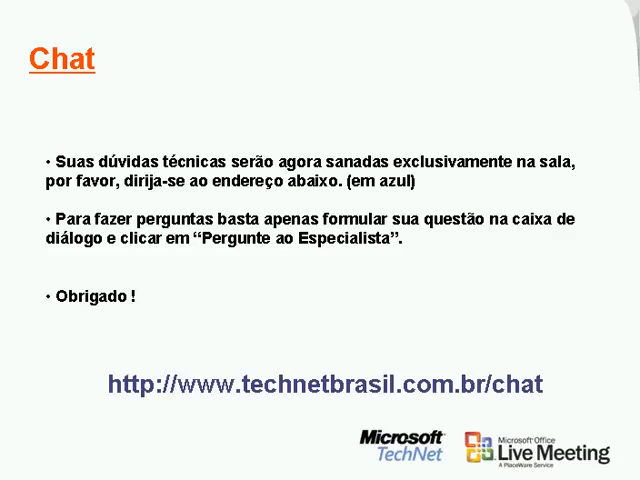 Chat
• Suas dúvidas técnicas serão agora sanadas exclusivamente na sala,
por favor, dirija-se ao endereço abaixo. (em azul)
• Para fazer perguntas basta apenas formular sua questão na caixa de
diálogo e clicar em “Pergunte ao Especialista”.
• Obrigado !
http://www.technetbrasil.com.br/chat
Microsoft
TechNet
Microsoft Office
Live Meeting
A PlaceWare Service